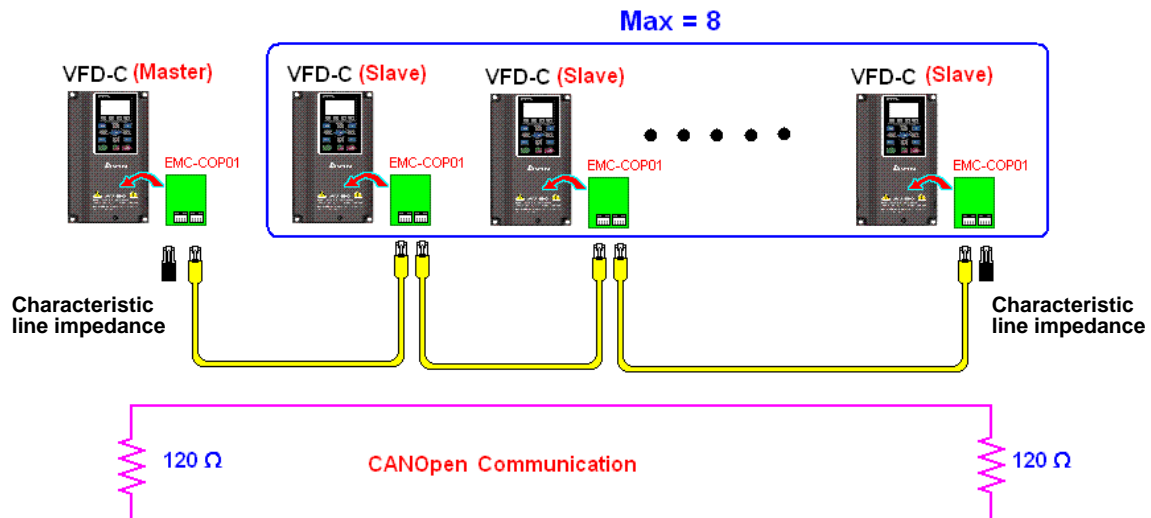 Max = 8
VFD-C (Master)
VFD-C (Slave)
VFD-C (Slave)
VFD-C (Slave)
EMC-COP01
EMC-COP01
EMC-COP01
EMC-COP01
Characteristic
line impedance
Characteristic
line impedance
120 Ω
CANOpen Communication
120 Ω